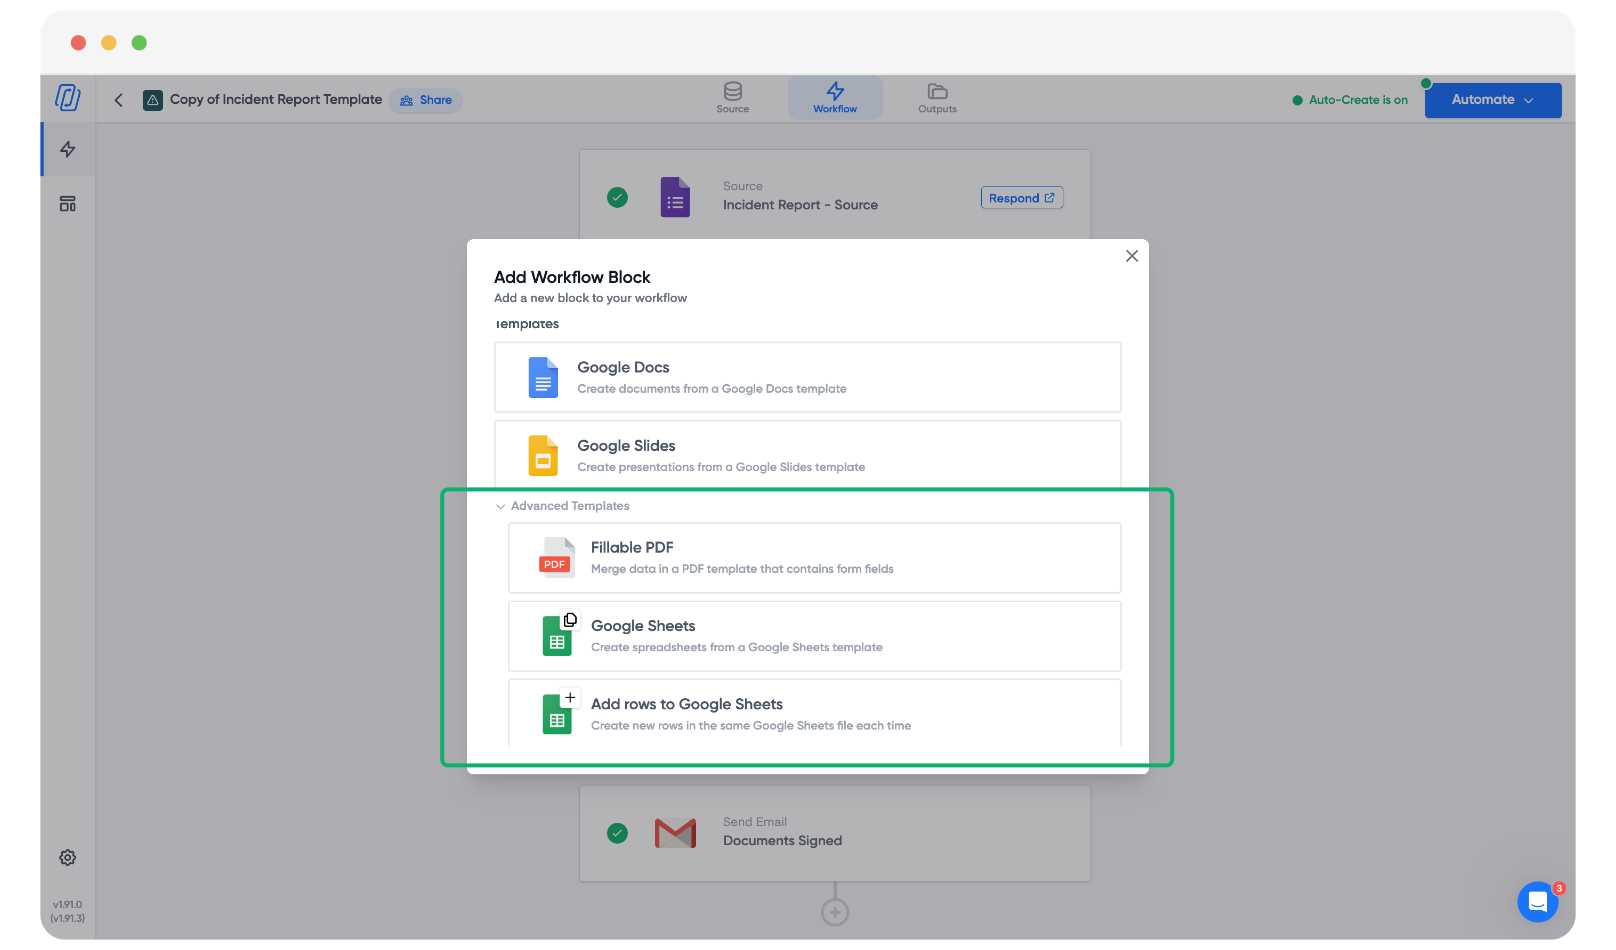 Copy of Incident Report Template
Share
Source
Workflow
Outputs
Auto-Create is on
Automate
Source
Incident Report - Source
Respond
Add Workflow Block
Add a new block to your workflow
Templates
Google Docs
Create documents from a Google Docs template
Google Slides
Create presentations from a Google Slides template
Advanced Templates
PDF
Fillable PDF
Merge data in a PDF template that contains form fields
Google Sheets
Create spreadsheets from a Google Sheets template
Add rows to Google Sheets
Create new rows in the same Google Sheets file each time
Send Email
Documents Signed
v1.91.0
(v1.91.3)
3